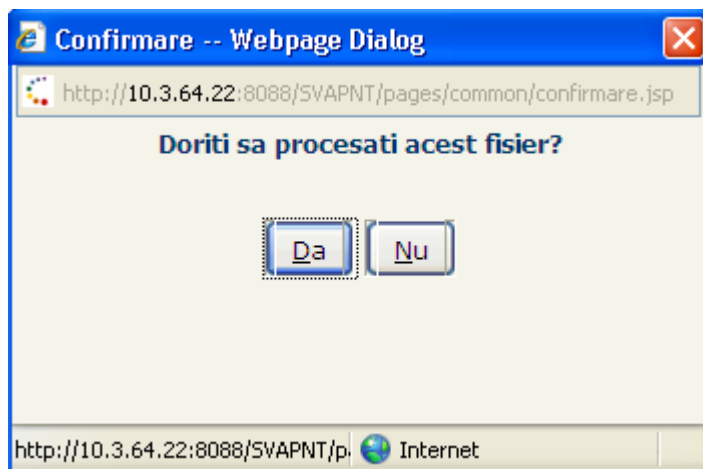 Confirmare -- Webpage Dialog
http://10.3.64.22:8088/SVAPNT/pages/common/confirmare.jsp
Doriti sa procesati acest fisier?
Da Nu
http://10.3.64.22:8088/SVAPNT/p. Internet